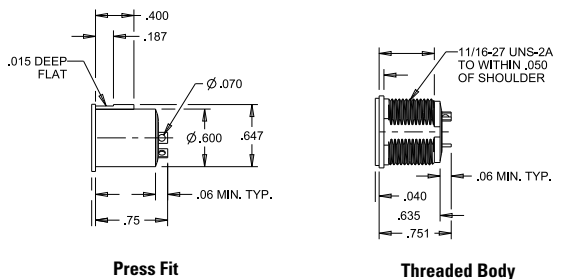 .400
.187
.015 DEEP
FLAT
Ø.070
Ø.600
.647
.06 MIN. TYP.
.75
Press Fit
11/16-27 UNS-2A
TO WITHIN .050
OF SHOULDER
.06 MIN. TYP.
.040
.635
.751
Threaded Body